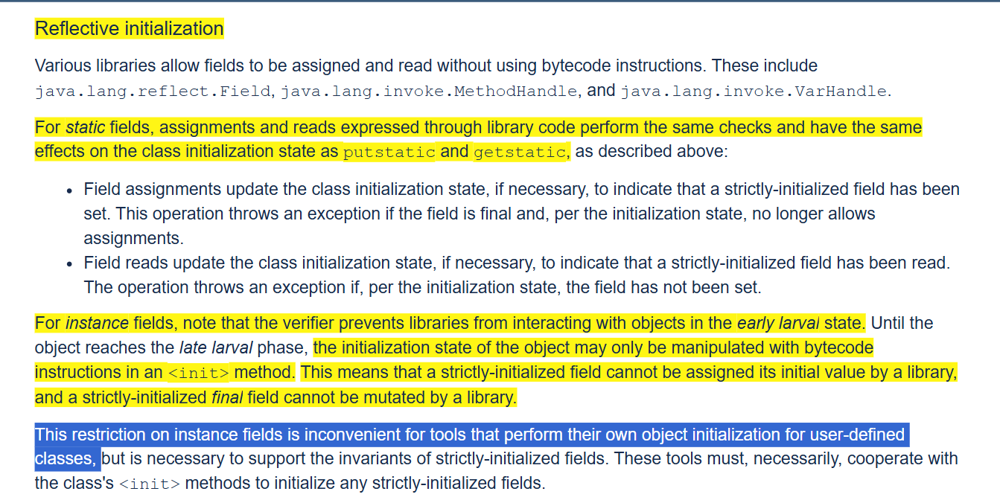 Reflective initialization
Various libraries allow fields to be assigned and read without using bytecode instructions. These include
java.lang.reflect.Field, java.lang.invoke.MethodHandle, and java.lang.invoke.VarHandle.
For static fields, assignments and reads expressed through library code perform the same checks and have the same
effects on the class initialization state as putstatic and getstatic, as described above:
• Field assignments update the class initialization state, if necessary, to indicate that a strictly-initialized field has been
set. This operation throws an exception if the field is final and, per the initialization state, no longer allows
assignments.
• Field reads update the class initialization state, if necessary, to indicate that a strictly-initialized field has been read.
The operation throws an exception if, per the initialization state, the field has not been set.
For instance fields, note that the verifier prevents libraries from interacting with objects in the early larval state. Until the
object reaches the late larval phase, the initialization state of the object may only be manipulated with bytecode
instructions in an <init> method. This means that a strictly-initialized field cannot be assigned its initial value by a library,
and a strictly-initialized final field cannot be mutated by a library.
This restriction on instance fields is inconvenient for tools that perform their own object initialization for user-defined
classes, but is necessary to support the invariants of strictly-initialized fields. These tools must, necessarily, cooperate with
the class's <init> methods to initialize any strictly-initialized fields.